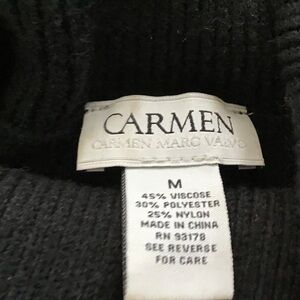 CARMEN
CARMEN MARC VALVO
M
45% VISCOSE
30% POLYESTER
25% NYLON
MADE IN CHINA
RN 93178
SEE REVERSE
FOR CARE